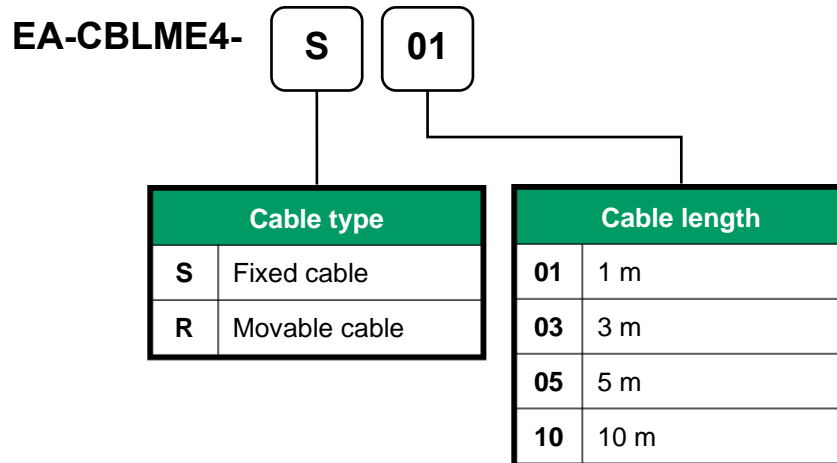 EA-CBLME4- S 01
Cable type
S Fixed cable
R Movable cable
Cable length
01 1 m
03 3 m
05 5 m
10 10 m